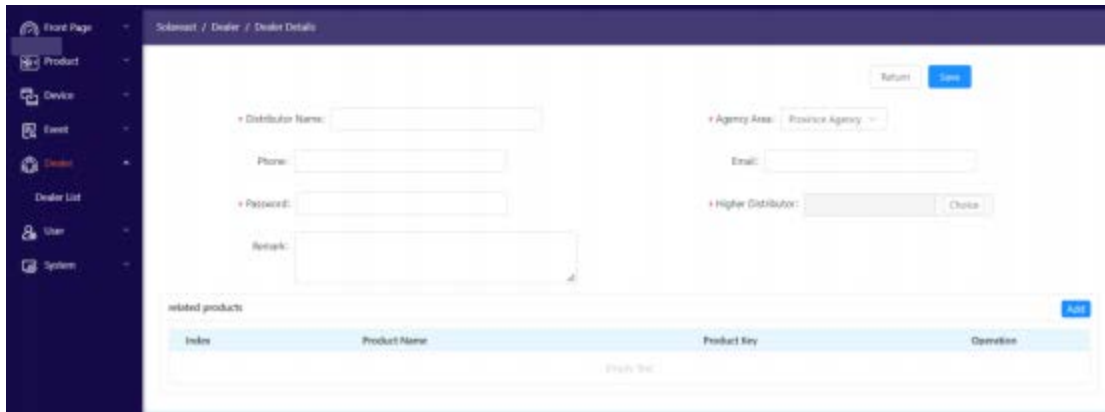 Front Page
Solareast / Dealer / Dealer Details
Product
Return
Save
Device
* Distributor Name:
* Agency Area:
Province Agency
Event
Phone:
Email:
Dealer
Dealer List
* Password:
* Higher Distributor:
Choice
User
Remark:
System
related products
Add
Index
Product Name
Product Key
Operation